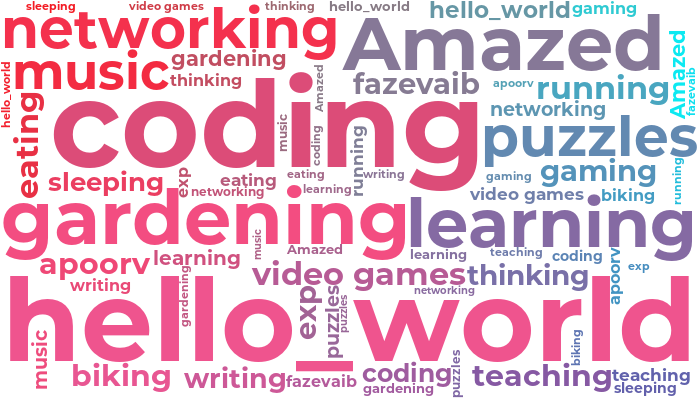 sleeping
video games
thinking
hello_world
hello_world
gaming
networking
Amazed
music
gardening
thinking
fazevaib
apoorv
running
Amazed
fazevaib
hello_world
eating
coding
Amazed
music
coding
running
networking
puzzles
sleeping
exp
eating
networking
eating
learning
writing
gaming
gaming
video games
biking
running
gardening
learning
apoorv
learning
music
Amazed
learning
teaching
coding
apoorv
exp
writing
gardening
video games
thinking
networking
hello_world
exp
puzzles
puzzles
music
biking
writing
fazevaib
coding
gardening
puzzles
teaching
biking
teaching
sleeping